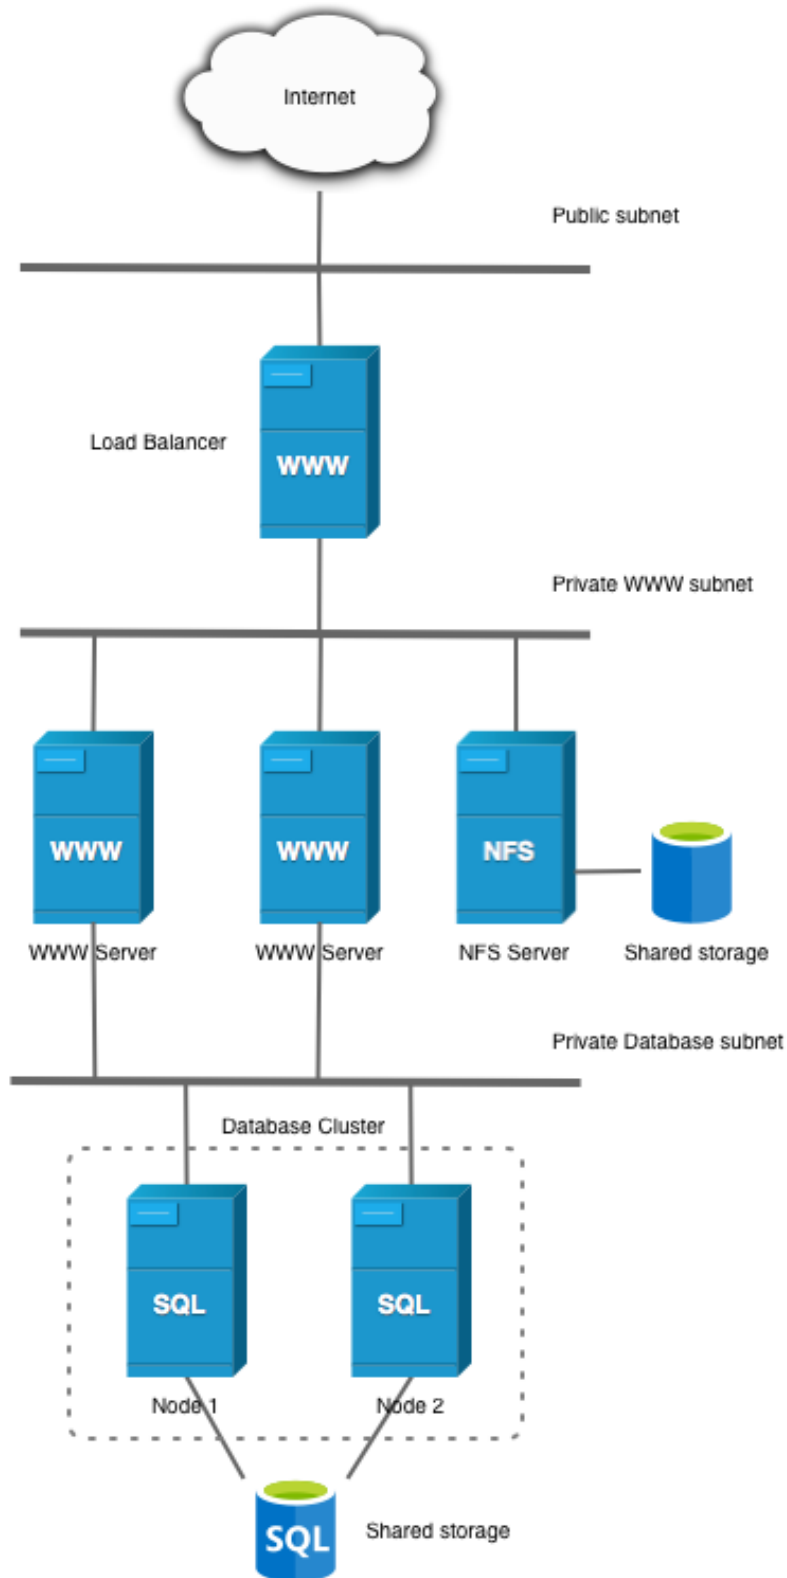 Internet
Public subnet
Load Balancer
WWW
Private WWW subnet
WWW
WWW
NFS
WWW Server
WWW Server
NFS Server
Shared storage
Private Database subnet
Database Cluster
SQL
SQL
Node 1
Node 2
SQL
Shared storage